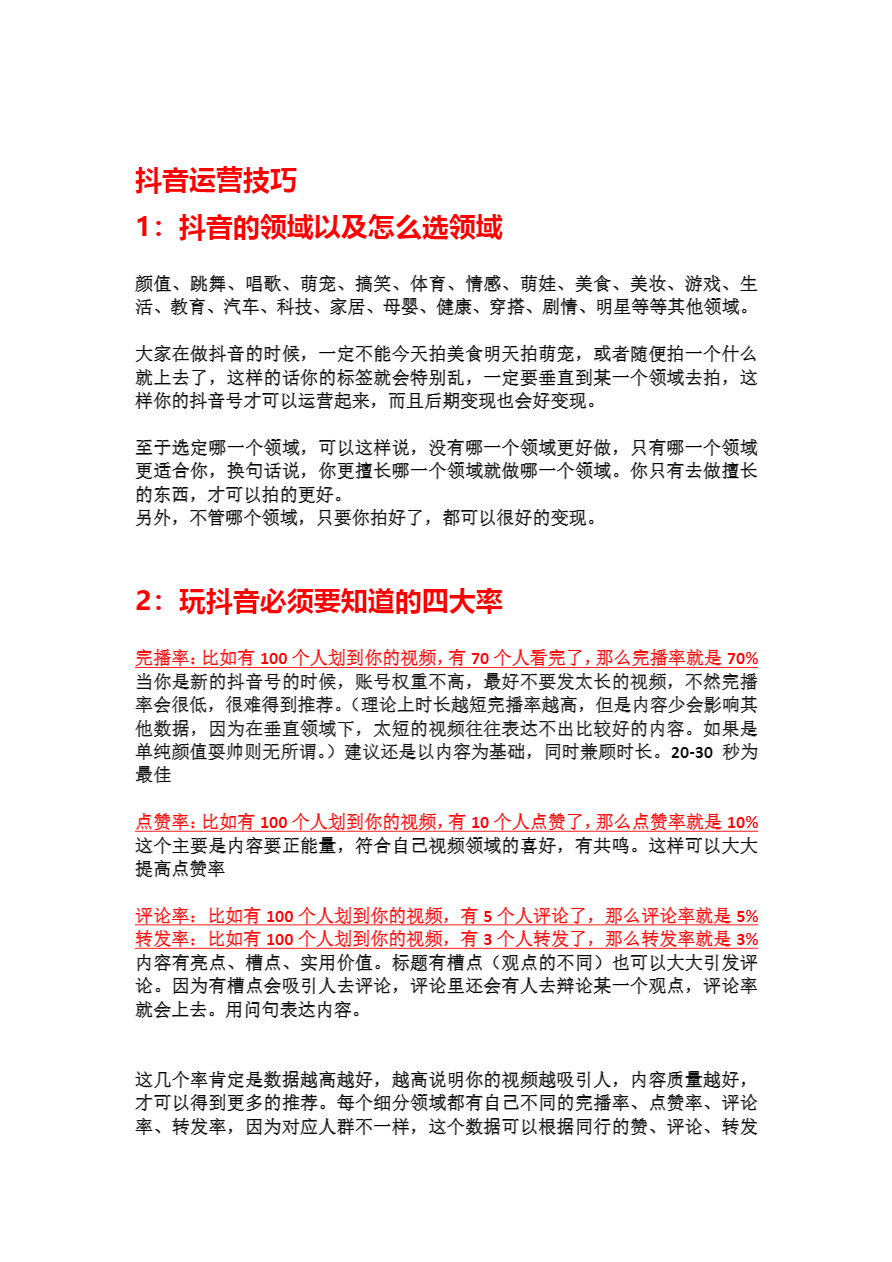 抖音运营技巧
1：抖音的领域以及怎么选领域
颜值、跳舞、唱歌、萌宠、搞笑、体育、情感、萌娃、美食、美妆、游戏、生
活、教育、汽车、科技、家居、母婴、健康、穿搭、剧情、明星等等其他领域。
大家在做抖音的时候，一定不能今天拍美食明天拍萌宠，或者随便拍一个什么
就上去了，这样的话你的标签就会特别乱，一定要垂直到某一个领域去拍，这
样你的抖音号才可以运营起来，而且后期变现也会好变现。
至于选定哪一个领域，可以这样说，没有哪一个领域更好做，只有哪一个领域
更适合你，换句话说，你更擅长哪一个领域就做哪一个领域。你只有去做擅长
的东西，才可以拍的更好。
另外，不管哪个领域，只要你拍好了，都可以很好的变现。
2：玩抖音必须要知道的四大率
完播率：比如有 100 个人划到你的视频，有 70 个人看完了，那么完播率就是 70%
当你是新的抖音号的时候，账号权重不高，最好不要发太长的视频，不然完播
率会很低，很难得到推荐。（理论上时长越短完播率越高，但是内容少会影响其
他数据，因为在垂直领域下，太短的视频往往表达不出比较好的内容。如果是
单纯颜值耍帅则无所谓。）建议还是以内容为基础，同时兼顾时长。20-30 秒为
最佳
点赞率：比如有 100 个人划到你的视频，有 10 个人点赞了，那么点赞率就是 10%
这个主要是内容要正能量，符合自己视频领域的喜好，有共鸣。这样可以大大
提高点赞率
评论率：比如有 100 个人划到你的视频，有 5 个人评论了，那么评论率就是 5%
转发率：比如有 100 个人划到你的视频，有 3 个人转发了，那么转发率就是 3%
内容有亮点、槽点、实用价值。标题有槽点（观点的不同）也可以大大引发评
论。因为有槽点会吸引人去评论，评论里还会有人去辩论某一个观点，评论率
就会上去。用问句表达内容。
这几个率肯定是数据越高越好，越高说明你的视频越吸引人，内容质量越好，
才可以得到更多的推荐。每个细分领域都有自己不同的完播率、点赞率、评论
率、转发率，因为对应人群不一样，这个数据可以根据同行的赞、评论、转发